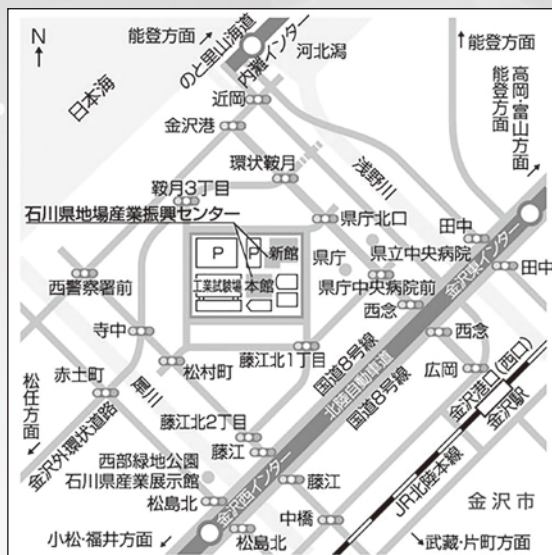 N
能登方面
のと里山海道
内灘インター
河北潟
能登方面
高岡・富山方面
能登方面
日本海
近岡
金沢港
環状鞍月
浅野川
鞍月3丁目
石川県地場産業振興センター
県庁北口
田中
P
P
新館
県庁
県立中央病院
金沢東インター
田中
西警察署前
工業試験場
本館
県庁中央病院前
西念
寺中
藤江北1丁目
国道8号線
西念
松村町
北陸自動車道
広岡
赤土町
犀川
国道8号線
金沢港口(西口)
松任方面
金沢駅
金沢外環状道路
藤江北2丁目
藤江
西部緑地公園
石川県産業展示館
金沢西インター
藤江
JR北陸本線
松島北
中橋
金沢市
小松・福井方面
松島北
武蔵・片町方面